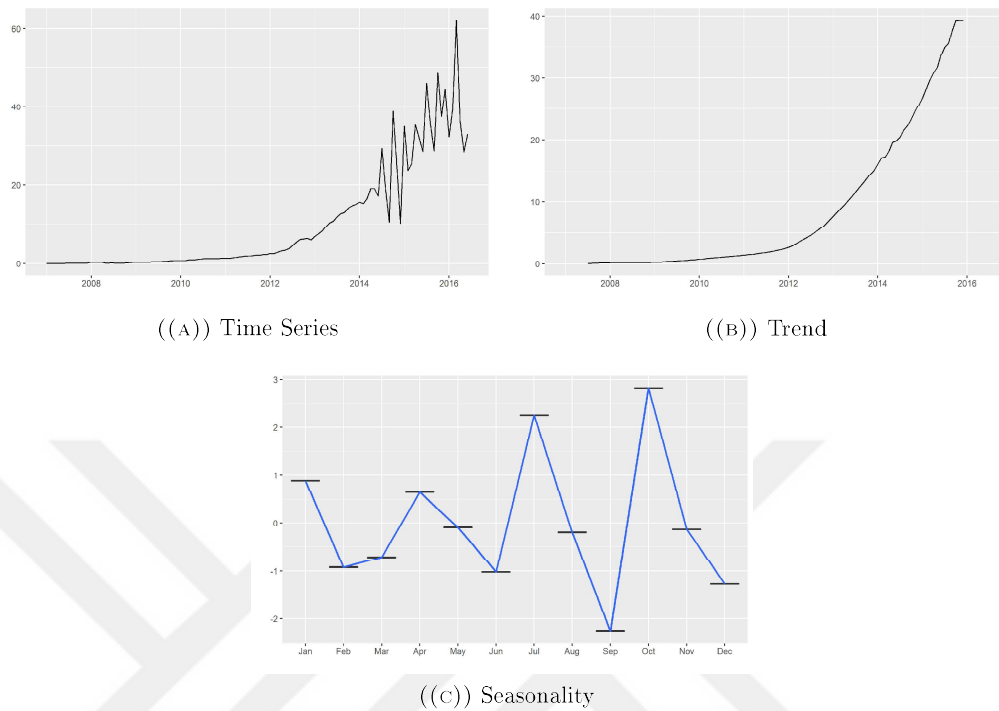 60
40
20
0
2008 2010 2012 2014 2016
((A)) Time Series
40
30
20
10
0
2008 2010 2012 2014 2016
((B)) Trend
3
2
1
0
-1
-2
Jan Feb Mar Apr May Jun Jul Aug Sep Oct Nov Dec
((C)) Seasonality